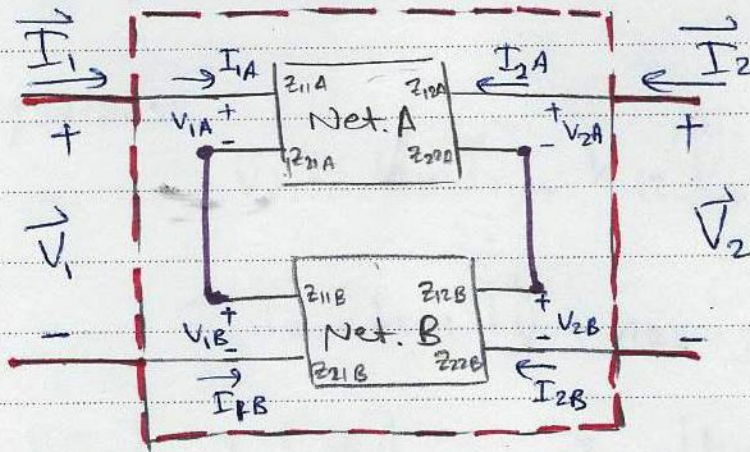 I₁ I₁A I₂A I₂
Z₁₁A Z₁₂A
+ V₁A + Net. A + V₂A +
- Z₂₁A Z₂₂A -
V₁ V₂
Z₁₁B Z₁₂B
V₁B + Net. B + V₂B
- - Z₂₁B Z₂₂B - -
I₁B I₂B